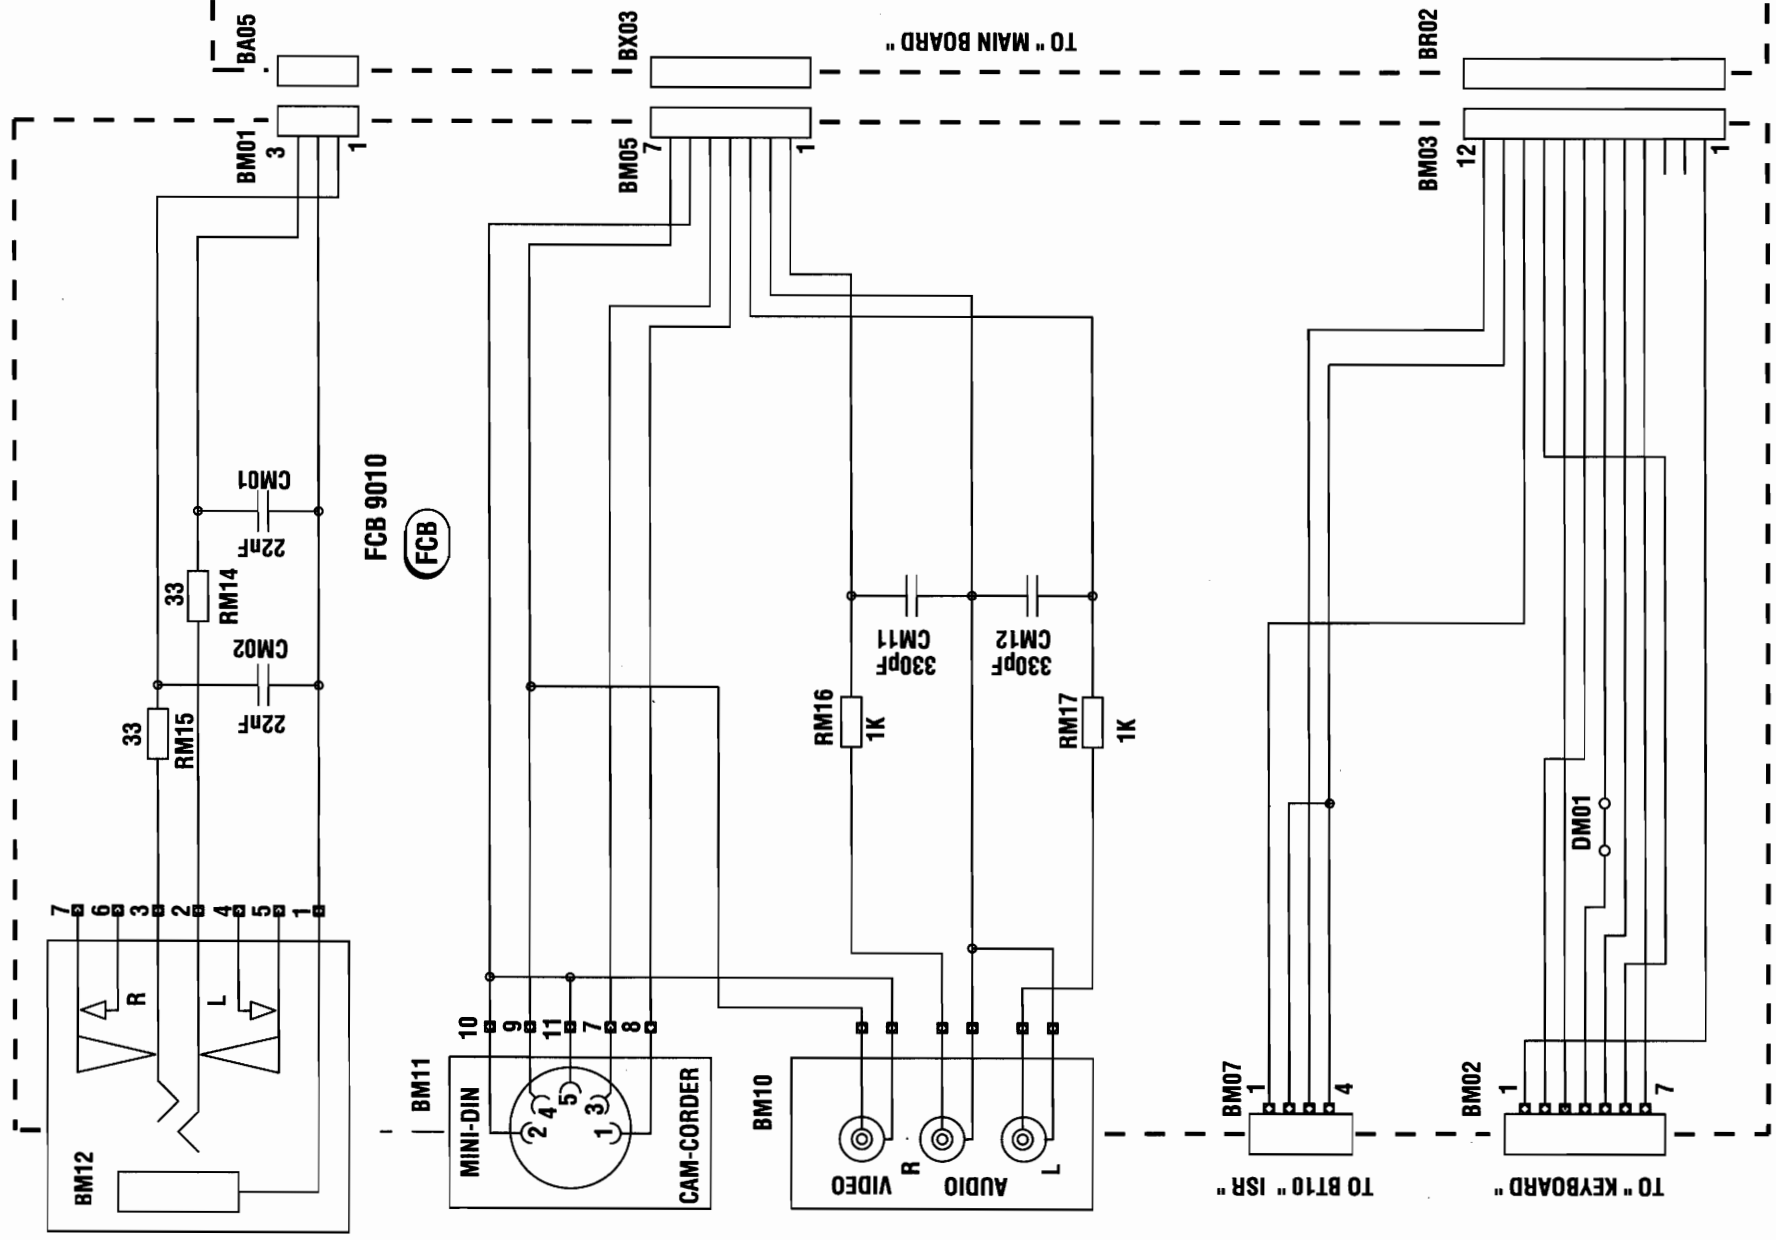 BA05
BX03
TO " MAIN BOARD "
BR02
BM01
3
1
BM05
7
1
BM03
12
1
CM01
22nF
33
RM14
CM02
22nF
33
RM15
FCB 9010
FCB
CM11
330pF
CM12
330pF
RM16
1K
RM17
1K
DM01
7
6
3
2
4
5
1
R
L
BM12
BM11
10
9
11
7
8
MINI-DIN
2
4
5
3
1
CAM-CORDER
BM10
VIDEO
R
AUDIO
L
BM07
1
4
TO BT10 " ISR "
BM02
1
7
TO " KEYBOARD "